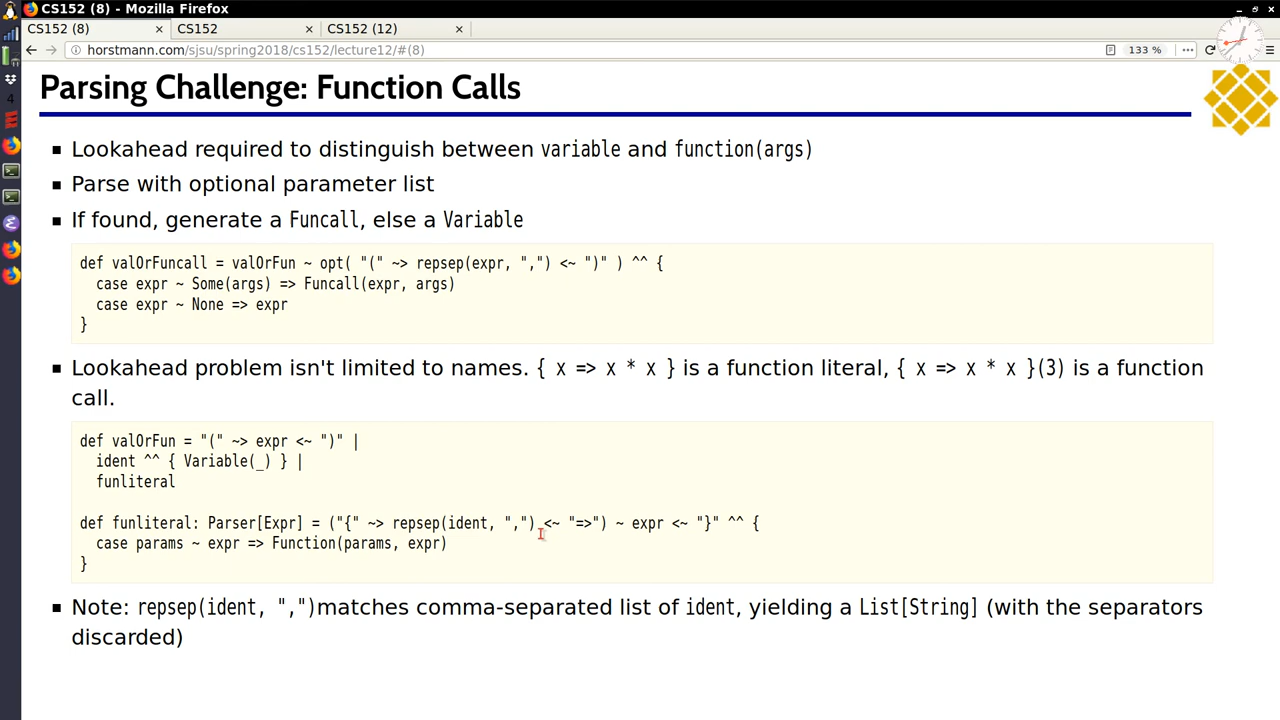 CS152 (8) - Mozilla Firefox
CS152 (8) × CS152 × CS152 (12) ×
horstmann.com/sjsu/spring2018/cs152/lecture12/#(8) 133 %
4
Parsing Challenge: Function Calls
Lookahead required to distinguish between variable and function(args)
Parse with optional parameter list
If found, generate a Funcall, else a Variable
def valOrFuncall = valOrFun ~ opt( "(" ~> repsep(expr, ",") <~ ")" ) ^^ {
case expr ~ Some(args) => Funcall(expr, args)
case expr ~ None => expr
}
Lookahead problem isn't limited to names. { x => x * x } is a function literal, { x => x * x }(3) is a function
call.
def valOrFun = "(" ~> expr <~ ")" |
ident ^^ { Variable(_) } |
funliteral
def funliteral: Parser[Expr] = ("{" ~> repsep(ident, ",") <~ "=>") ~ expr <~ "}" ^^ {
case params ~ expr => Function(params, expr)
}
Note: repsep(ident, ",")matches comma-separated list of ident, yielding a List[String] (with the separators
discarded)